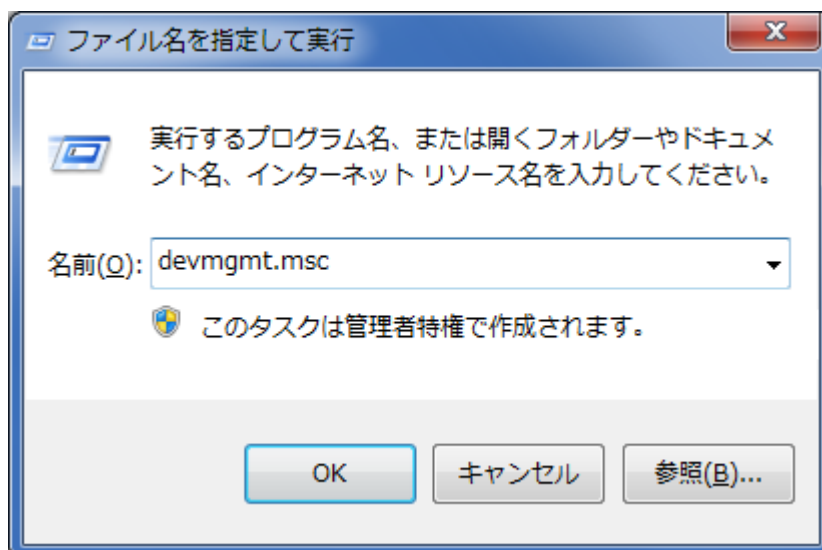 ファイル名を指定して実行
実行するプログラム名、または開くフォルダーやドキュメ
ント名、インターネット リソース名を入力してください。
名前(O): devmgmt.msc
このタスクは管理者特権で作成されます。
OK キャンセル 参照(B)...